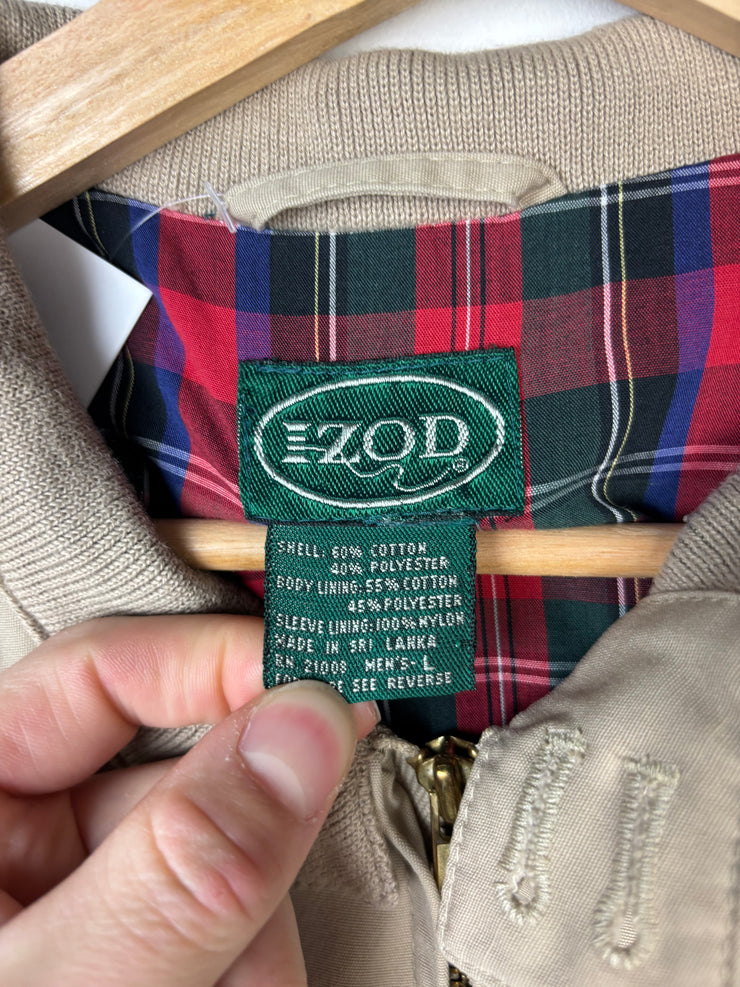 IZOD
®
SHELL: 60% COTTON
40% POLYESTER
BODY LINING: 55% COTTON
45% POLYESTER
SLEEVE LINING: 100% NYLON
MADE IN SRI LANKA
RN 21008 MEN'S-L
SEE REVERSE